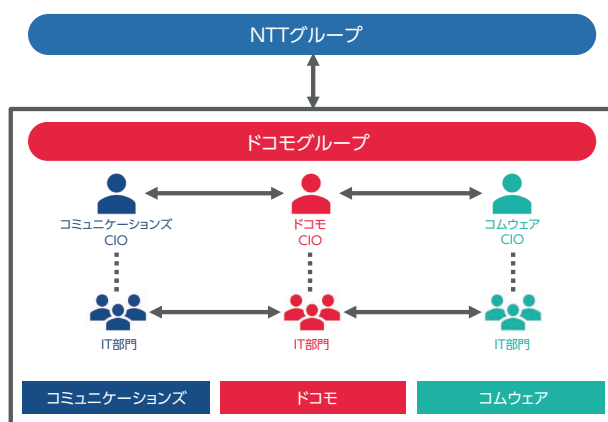 NTTグループ
ドコモグループ
コミュニケーションズ
CIO
ドコモ
CIO
コムウェア
CIO
IT部門
IT部門
IT部門
コミュニケーションズ
ドコモ
コムウェア